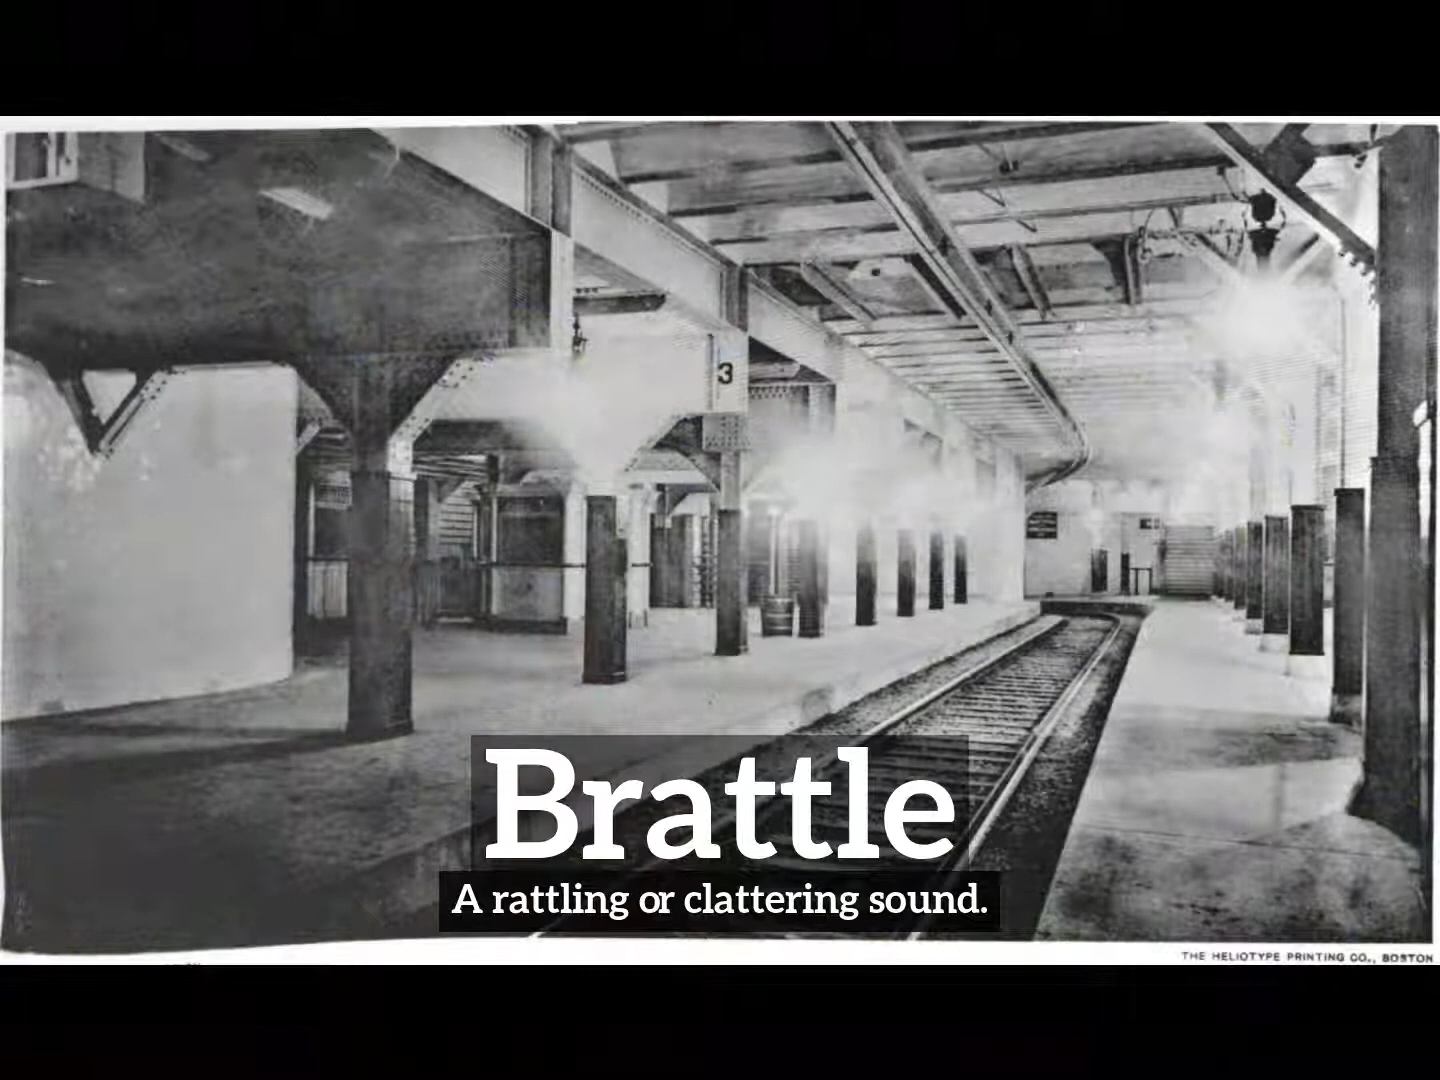 3
Brattle
A rattling or clattering sound.
THE HELIOTYPE PRINTING CO., BOSTON